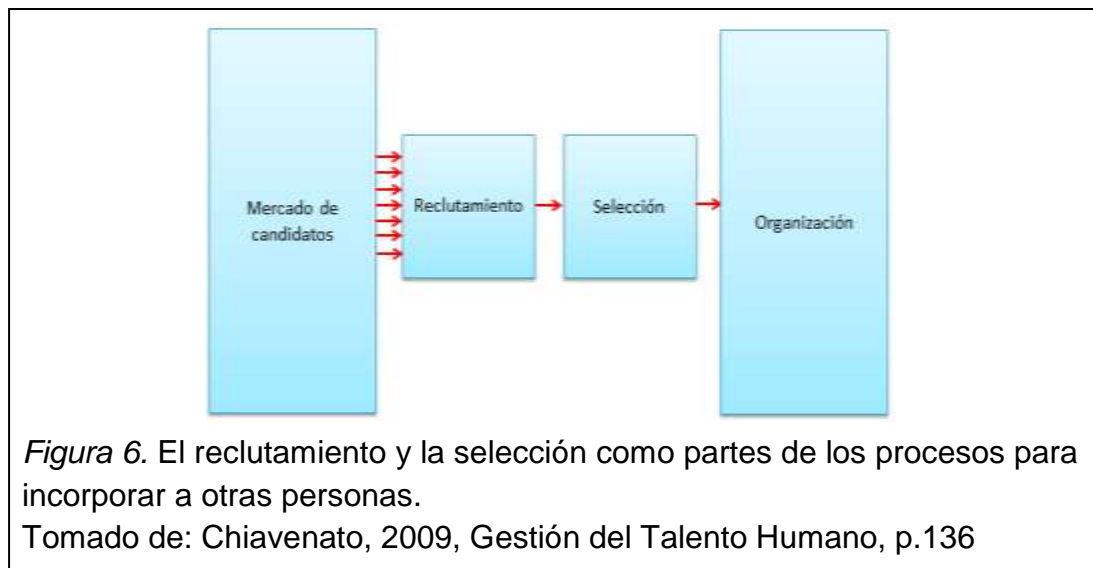 Mercado de
candidatos
Reclutamiento
Selección
Organización
Figura 6. El reclutamiento y la selección como partes de los procesos para
incorporar a otras personas.
Tomado de: Chiavenato, 2009, Gestión del Talento Humano, p.136